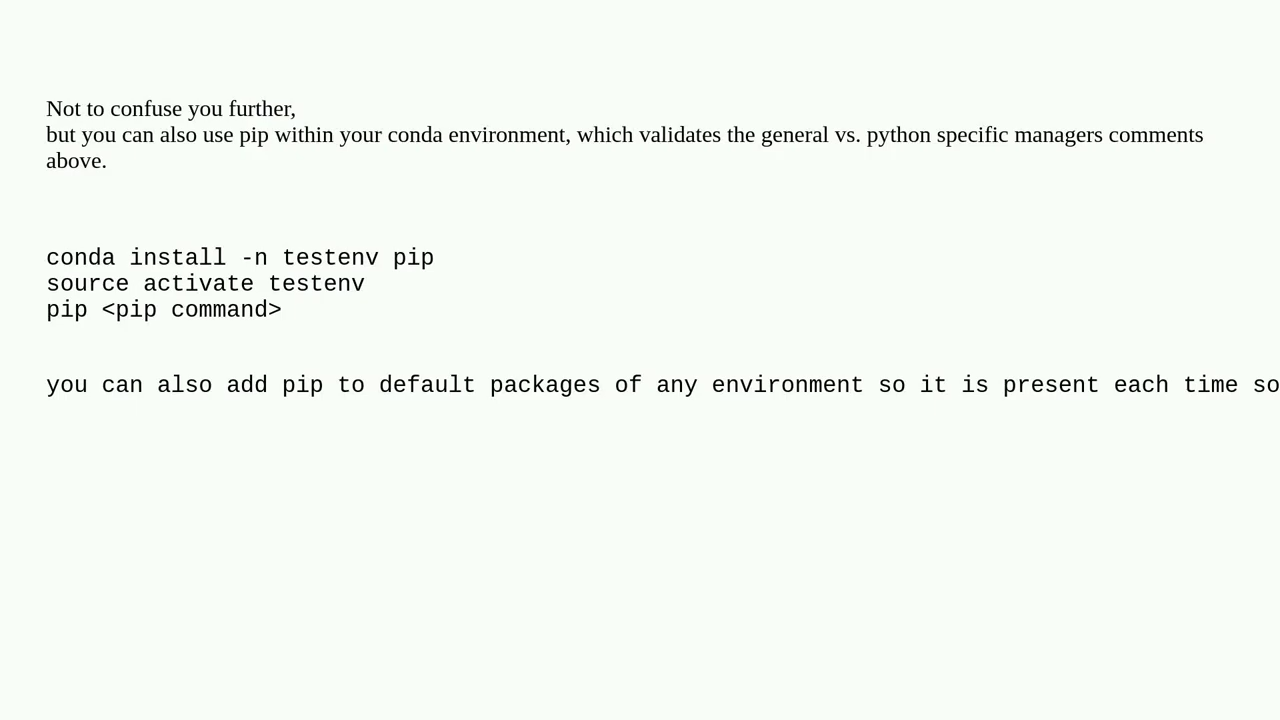 Not to confuse you further,
but you can also use pip within your conda environment, which validates the general vs. python specific managers comments
above.
conda install -n testenv pip
source activate testenv
pip <pip command>
you can also add pip to default packages of any environment so it is present each time so